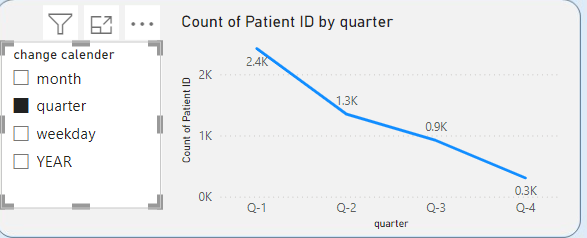 change calender
month
quarter
weekday
YEAR
Count of Patient ID by quarter
Count of Patient ID
2K
1K
0K
2.4K
1.3K
0.9K
0.3K
Q-1
Q-2
Q-3
Q-4
quarter